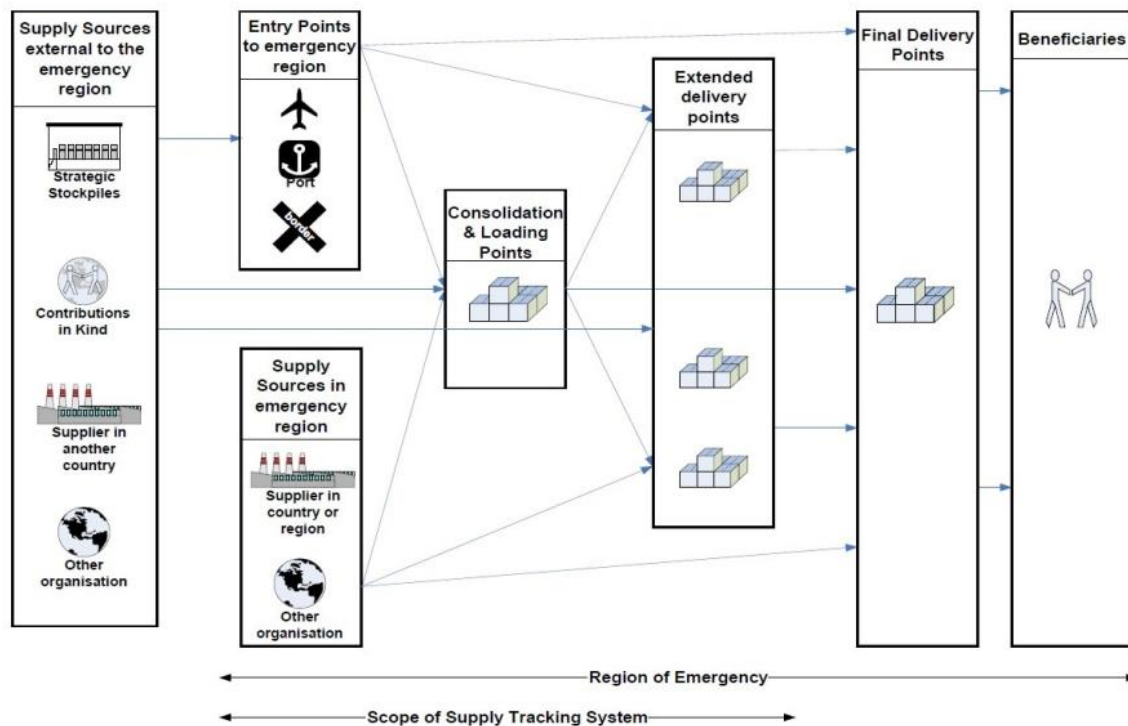 Supply Sources
external to the
emergency
region
Strategic
Stockpiles
Contributions
in Kind
Supplier in
another
country
Other
organisation
Entry Points
to emergency
region
Port
border
Supply
Sources in
emergency
region
Supplier in
country or
region
Other
organisation
Consolidation
& Loading
Points
Extended
delivery
points
Final Delivery
Points
Beneficiaries
Region of Emergency
Scope of Supply Tracking System